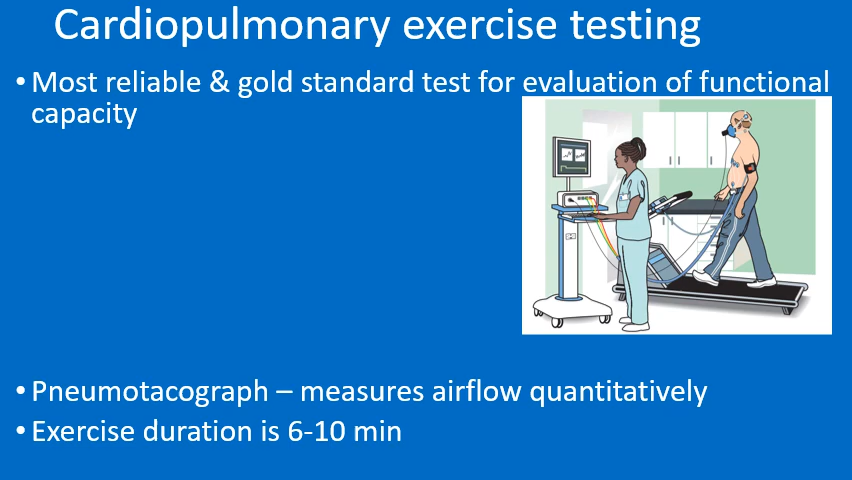 Cardiopulmonary exercise testing
• Most reliable & gold standard test for evaluation of functional
capacity
• Pneumotacograph – measures airflow quantitatively
• Exercise duration is 6-10 min